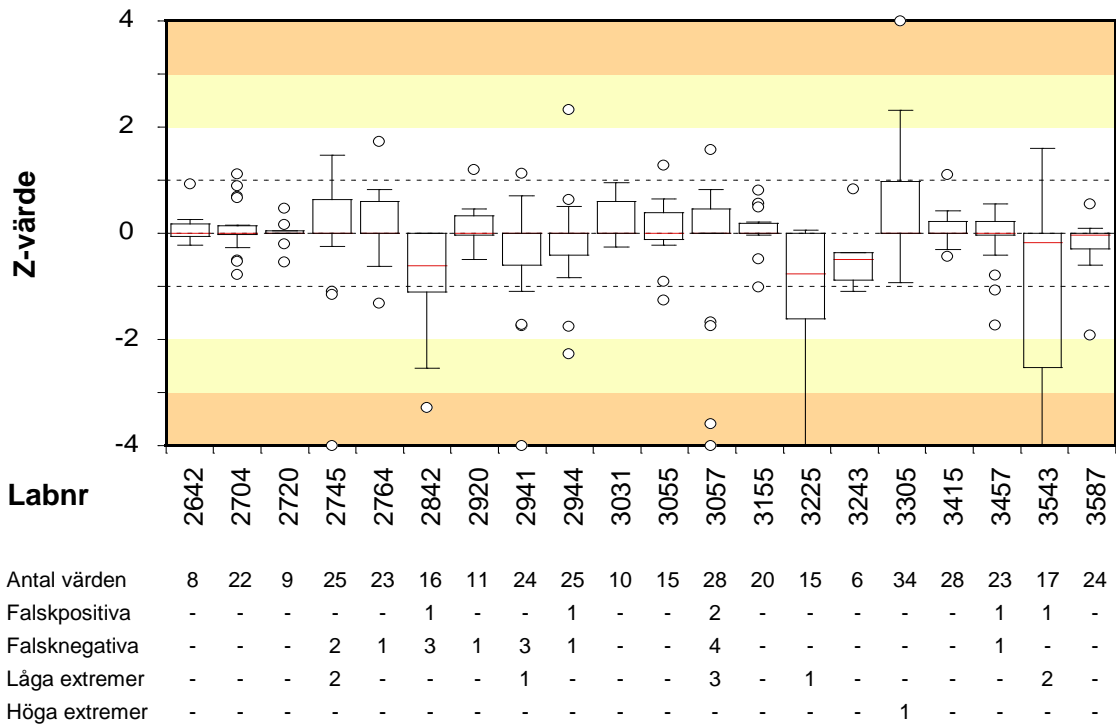 4
2
0
-2
-4
Z-värde
Labnr
2642 2704 2720 2745 2764 2842 2920 2941 2944 3031 3055 3057 3155 3225 3243 3305 3415 3457 3543 3587
Antal värden 8 22 9 25 23 16 11 24 25 10 15 28 20 15 6 34 28 23 17 24
Falskpositiva - - - - - 1 - - 1 - - 2 - - - - - 1 1 -
Falsknegativa - - - 2 1 3 1 3 1 - - 4 - - - - - 1 - -
Låga extremer - - - 2 - - - 1 - - - 3 - 1 - - - - 2 -
Höga extremer - - - - - - - - - - - - - - - 1 - - - -